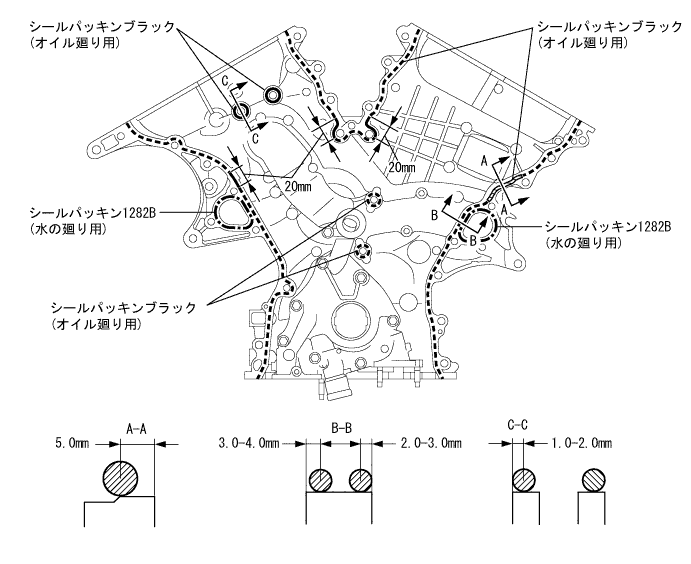 シールパッキンブラック
(オイル廻り用)
シールパッキンブラック
(オイル廻り用)
C
C
A
A
20mm
20mm
シールパッキン1282B
(水の廻り用)
B
B
シールパッキン1282B
(水の廻り用)
シールパッキンブラック
(オイル廻り用)
A-A
5.0mm
B-B
3.0-4.0mm
2.0-3.0mm
C-C
1.0-2.0mm